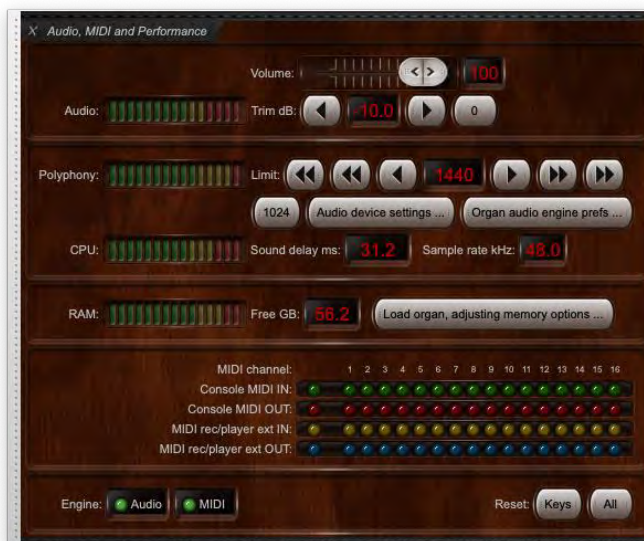 X Audio, MIDI and Performance
Volume: < > 100
Audio: Trim dB: -10.0 0
Polyphony: Limit: 1440
1024 Audio device settings ... Organ audio engine prefs ...
CPU: Sound delay ms: 31.2 Sample rate kHz: 48.0
RAM: Free GB: 56.2 Load organ, adjusting memory options ...
MIDI channel: 1 2 3 4 5 6 7 8 9 10 11 12 13 14 15 16
Console MIDI IN:
Console MIDI OUT:
MIDI rec/player ext IN:
MIDI rec/player ext OUT:
Engine: Audio MIDI Reset: Keys All